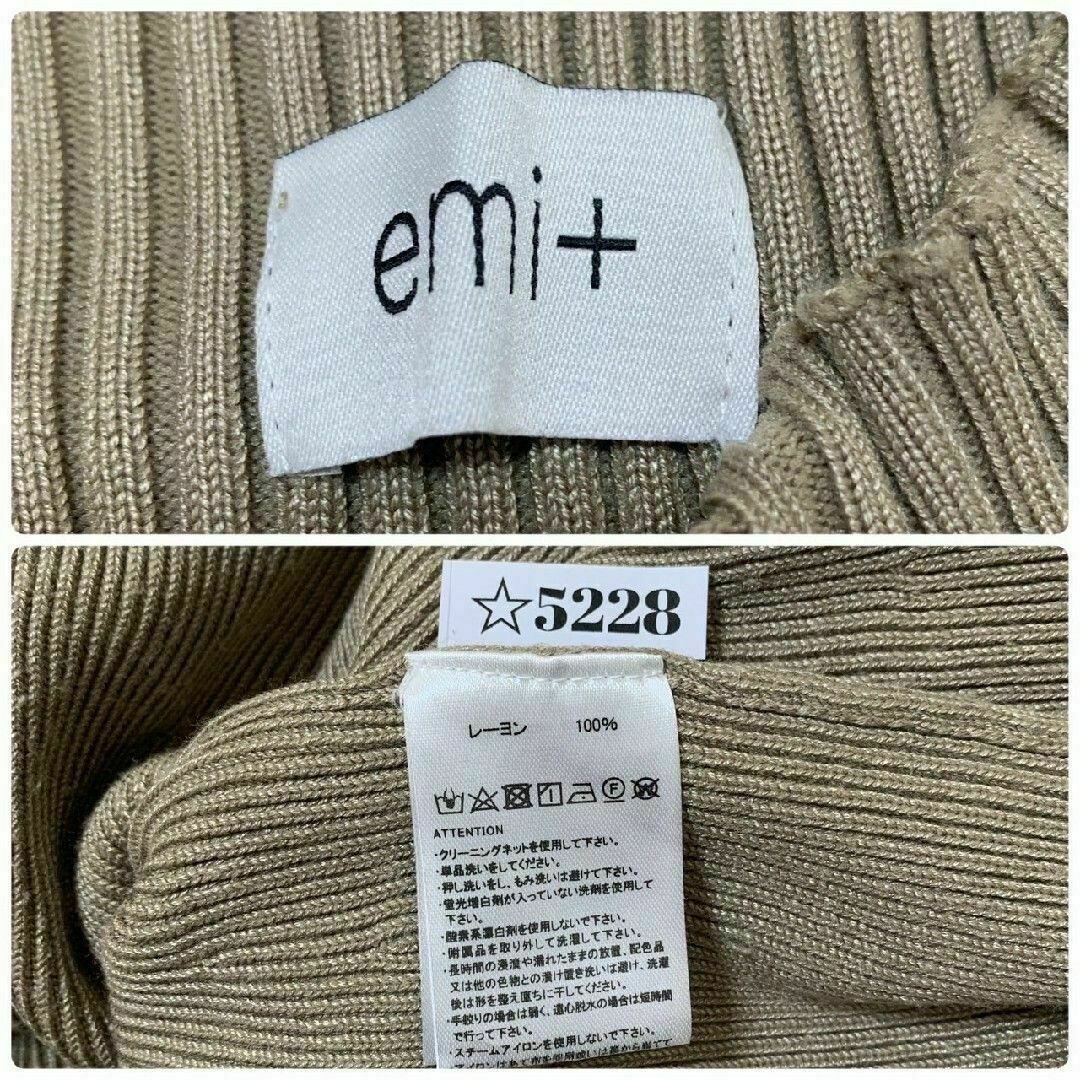 emi+
☆5228
レーヨン 100%
F
W
ATTENTION
・クリーニングネットを使用して下さい。
・単品洗いをしてください。
・押し洗いをし、もみ洗いは避けて下さい。
・蛍光増白剤が入っていない洗剤を使用して
下さい。
・酸素系漂白剤を使用しないで下さい。
・附属品を取り外して洗濯して下さい。
・長時間の浸漬や濡れたままの放置、配色品
又は他の色物との漬け置き洗いは避け、洗濯
後は形を整え直ちに干してください。
・手絞りの場合は弱く、遠心脱水の場合は短時間
で行って下さい。
・スチームアイロンを使用しないで下さい。